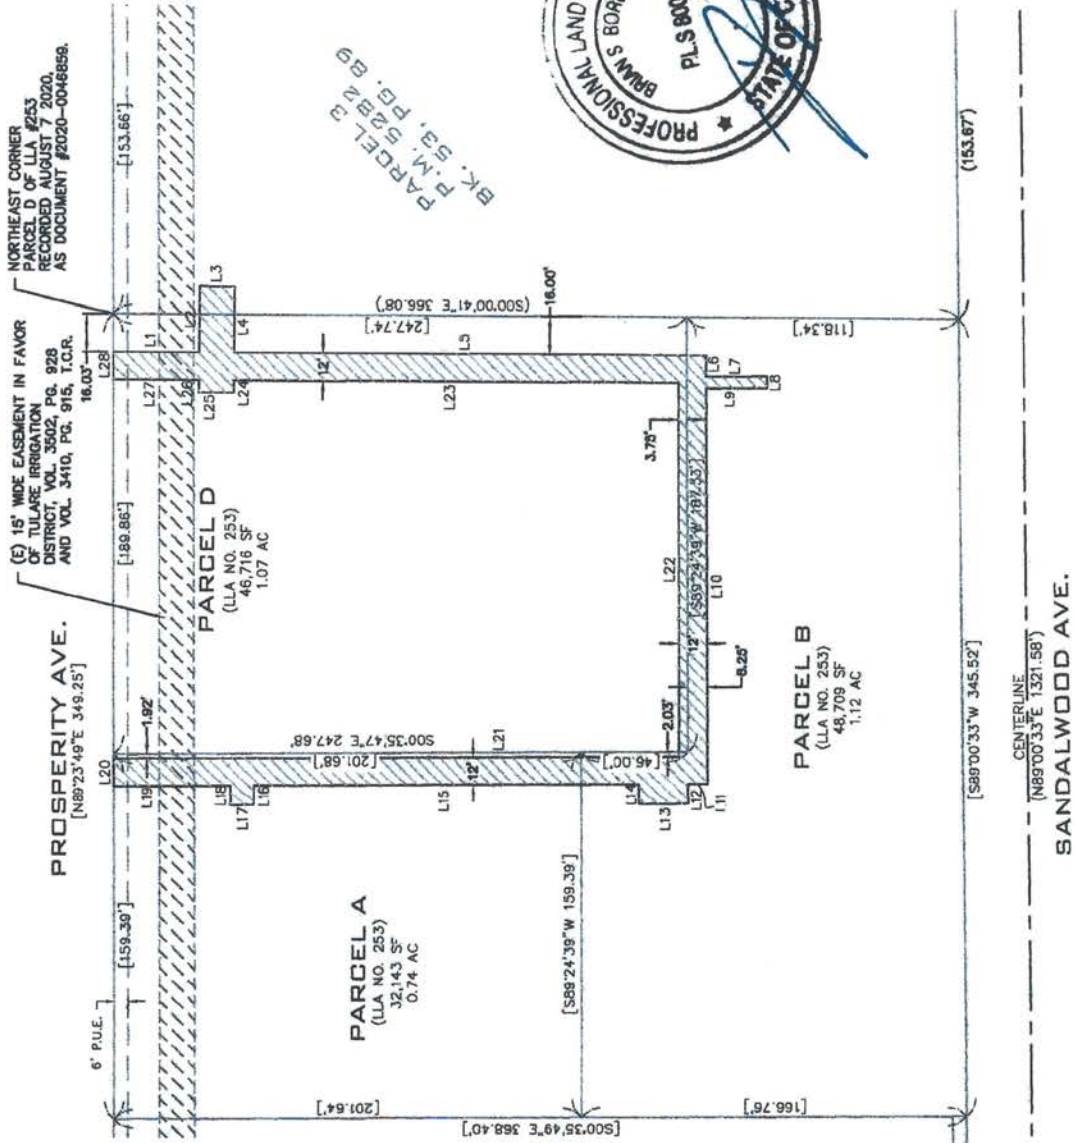 (E) 15' WIDE EASEMENT IN FAVOR
OF TULARE IRRIGATION
DISTRICT, VOL. 3502, PG. 928
AND VOL. 3410, PG. 915, T.C.R.
NORTHEAST CORNER
PARCEL D OF LLA #253
RECORDED AUGUST 7 2020,
AS DOCUMENT #2020-0046859.
PROSPERITY AVE.
[N89°23'49"E 349.25']
6' P.U.E.
[159.39']
[189.86']
[153.66']
16.03'
1.92'
L20
L28
L19
L18
L17
L16
L15
L14
L13
L12
L11
L27
L26
L25
L24
L23
L1
L2
L3
L4
L5
L6
L7
L8
L9
L10
L21
L22
PARCEL A
(LLA NO. 253)
32,143 SF
0.74 AC
PARCEL D
(LLA NO. 253)
46,716 SF
1.07 AC
PARCEL B
(LLA NO. 253)
48,709 SF
1.12 AC
PARCEL 3
P.M. 5282
BK. 53, PG. 89
S00°35'47"E 247.68'
[201.68']
[46.00']
12'
12'
12'
2.03'
3.75'
8.25'
16.00'
(S00°00'41"E 366.08')
[247.74']
[118.34']
[S89°24'39"W 187.53']
[S89°24'39"W 159.39']
[201.64']
[166.76']
[S00°35'49"E 368.40']
[S89°00'33"W 345.52']
(153.67')
CENTERLINE
(N89°00'33"E 1321.58')
SANDALWOOD AVE.
PROFESSIONAL LAND
BRIAN S
P.L.S 800
STATE OF